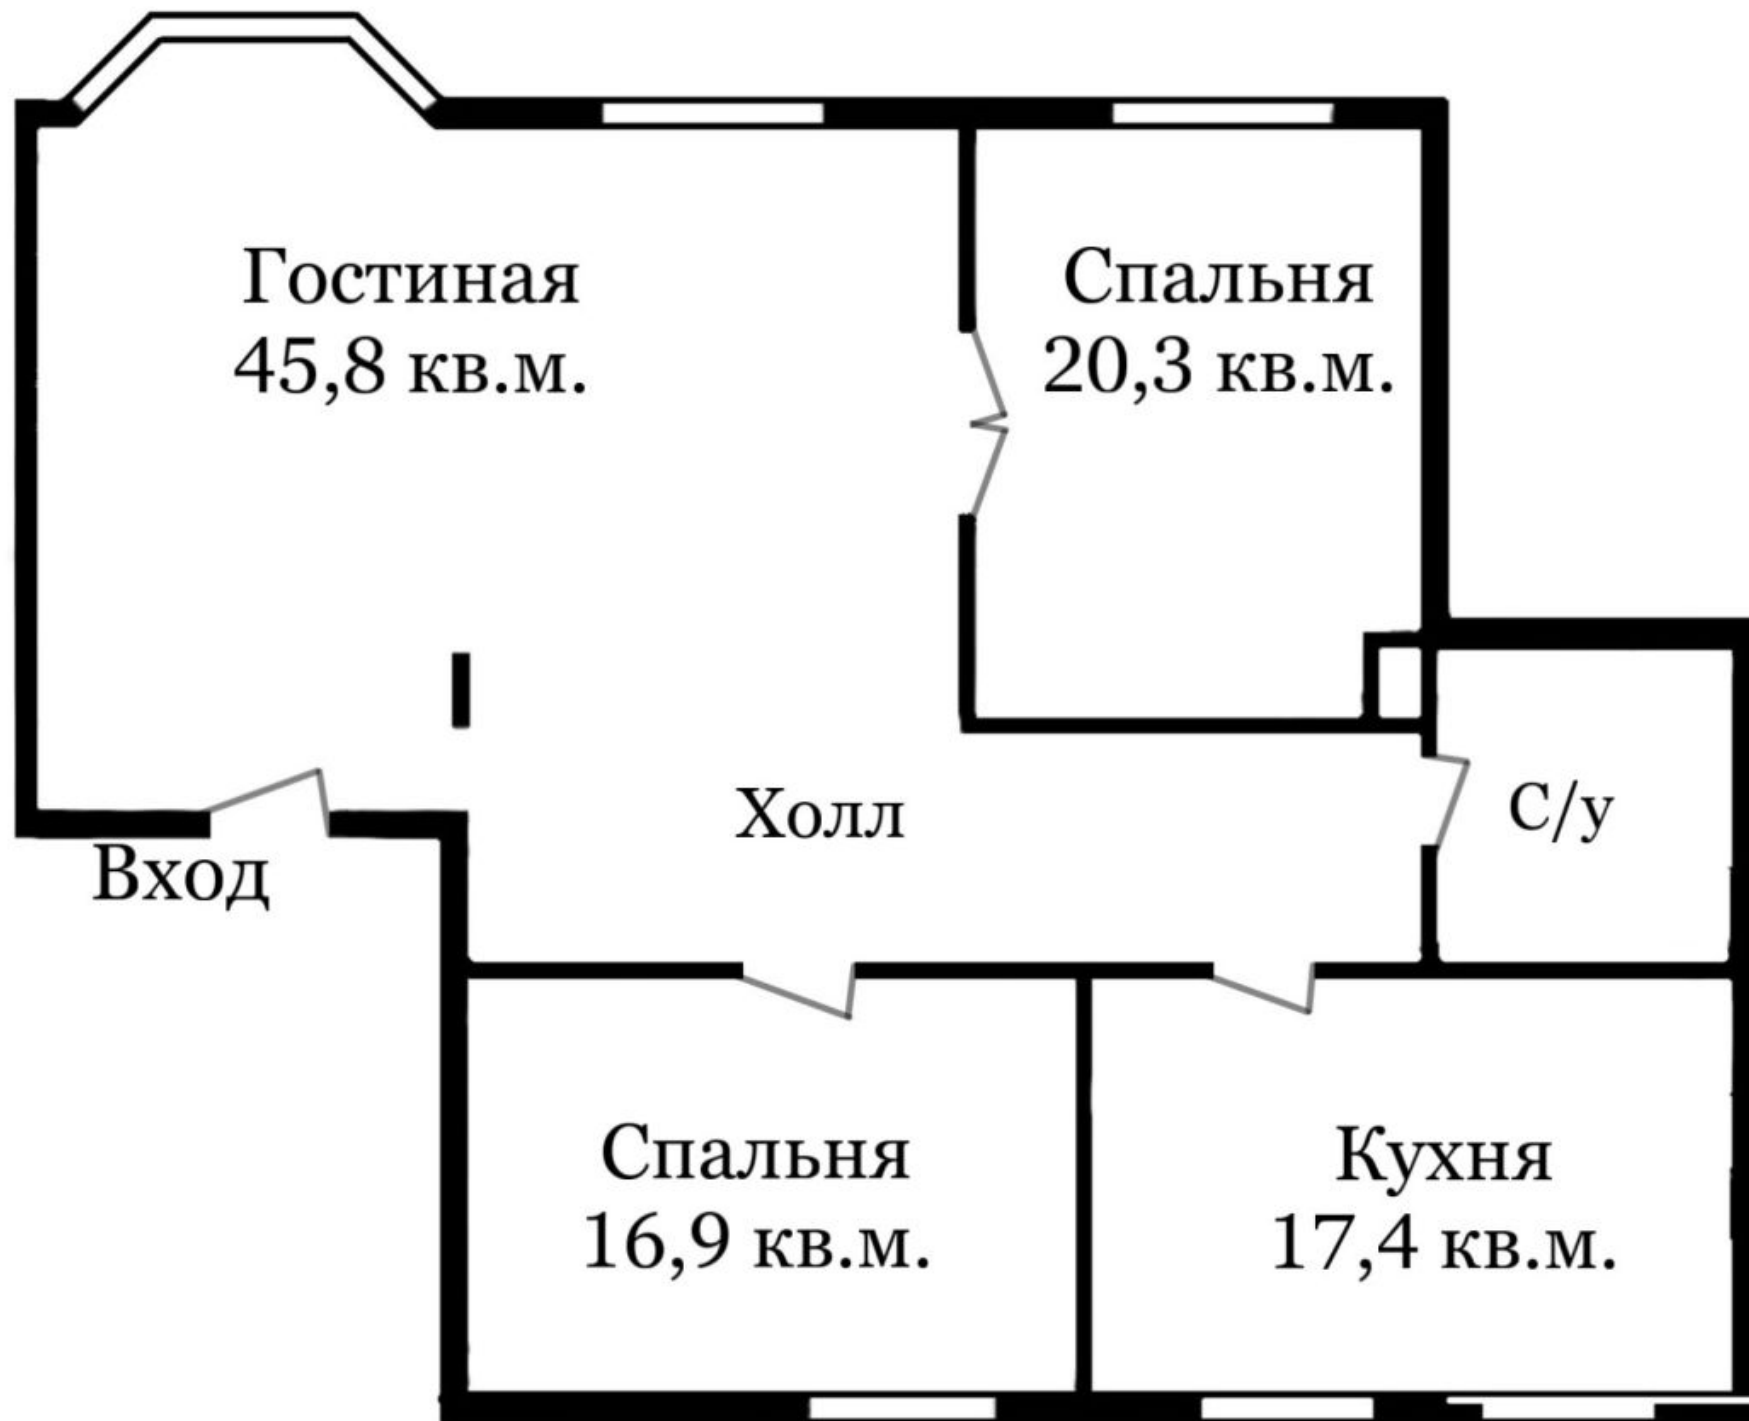 Гостиная
45,8 кв.м.
Спальня
20,3 кв.м.
Холл
С/у
Вход
Спальня
16,9 кв.м.
Кухня
17,4 кв.м.